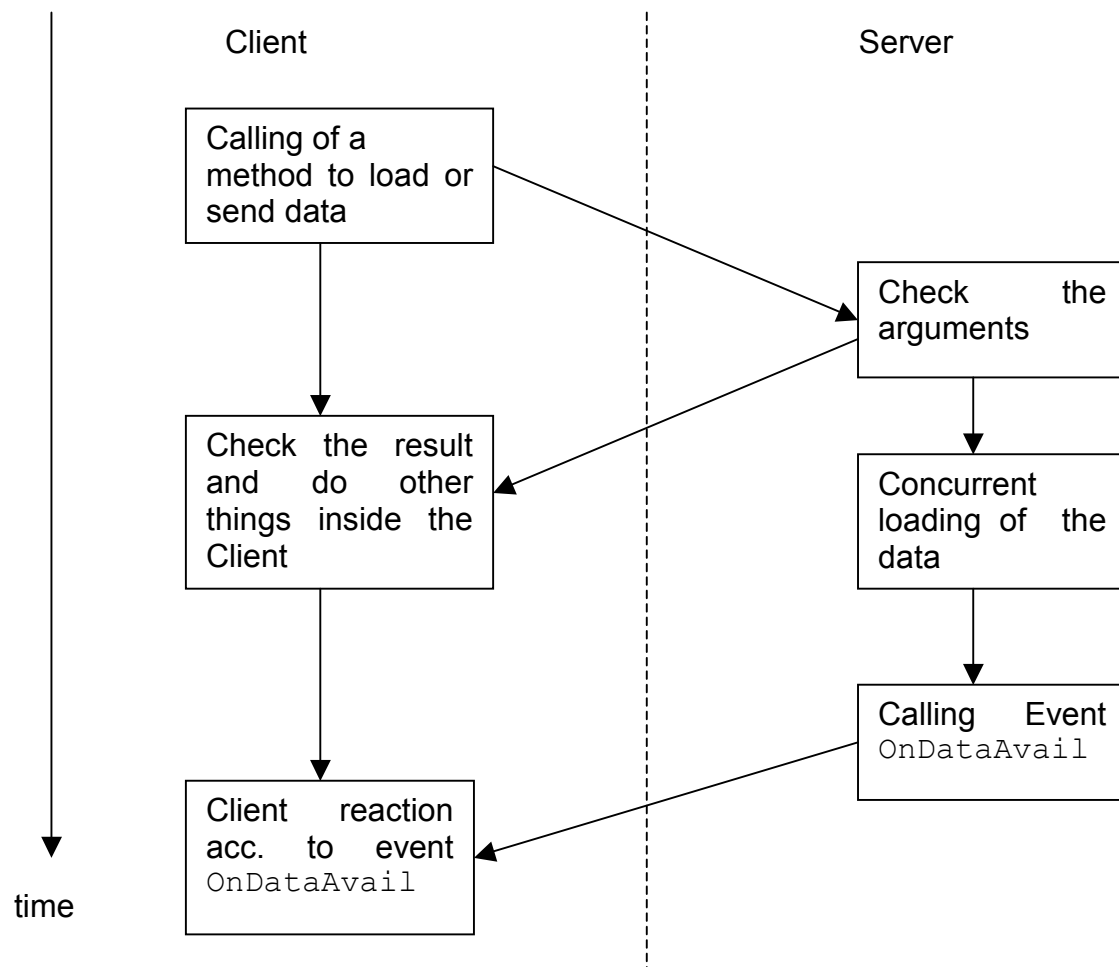 Client
Server
Calling of a
method to load or
send data
Check the
arguments
Check the result
and do other
things inside the
Client
Concurrent
loading of the
data
Calling Event
OnDataAvail
Client reaction
acc. to event
OnDataAvail
time